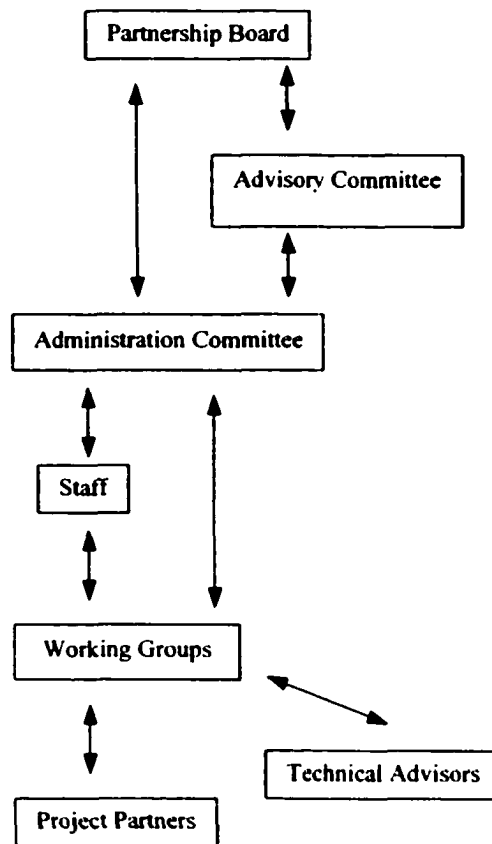 Partnership Board
Advisory Committee
Administration Committee
Staff
Working Groups
Technical Advisors
Project Partners